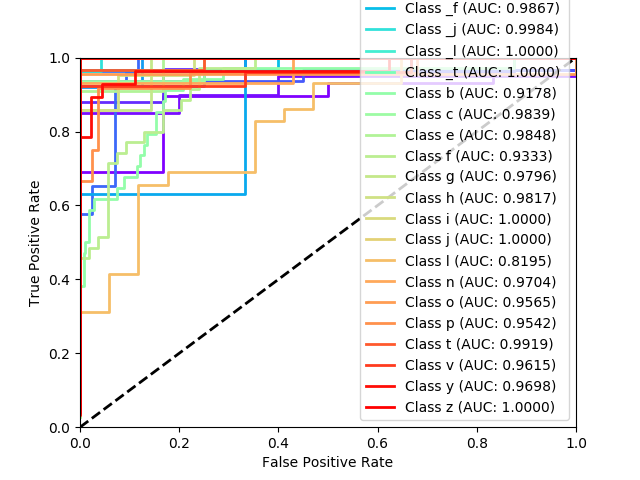 Class _f (AUC: 0.9867)
Class _j (AUC: 0.9984)
Class _l (AUC: 1.0000)
Class _t (AUC: 1.0000)
Class b (AUC: 0.9178)
Class c (AUC: 0.9839)
Class e (AUC: 0.9848)
Class f (AUC: 0.9333)
Class g (AUC: 0.9796)
Class h (AUC: 0.9817)
Class i (AUC: 1.0000)
Class j (AUC: 1.0000)
Class l (AUC: 0.8195)
Class n (AUC: 0.9704)
Class o (AUC: 0.9565)
Class p (AUC: 0.9542)
Class t (AUC: 0.9919)
Class v (AUC: 0.9615)
Class y (AUC: 0.9698)
Class z (AUC: 1.0000)
True Positive Rate
1.0
0.8
0.6
0.4
0.2
0.0
0.0 0.2 0.4 0.6 0.8 1.0
False Positive Rate